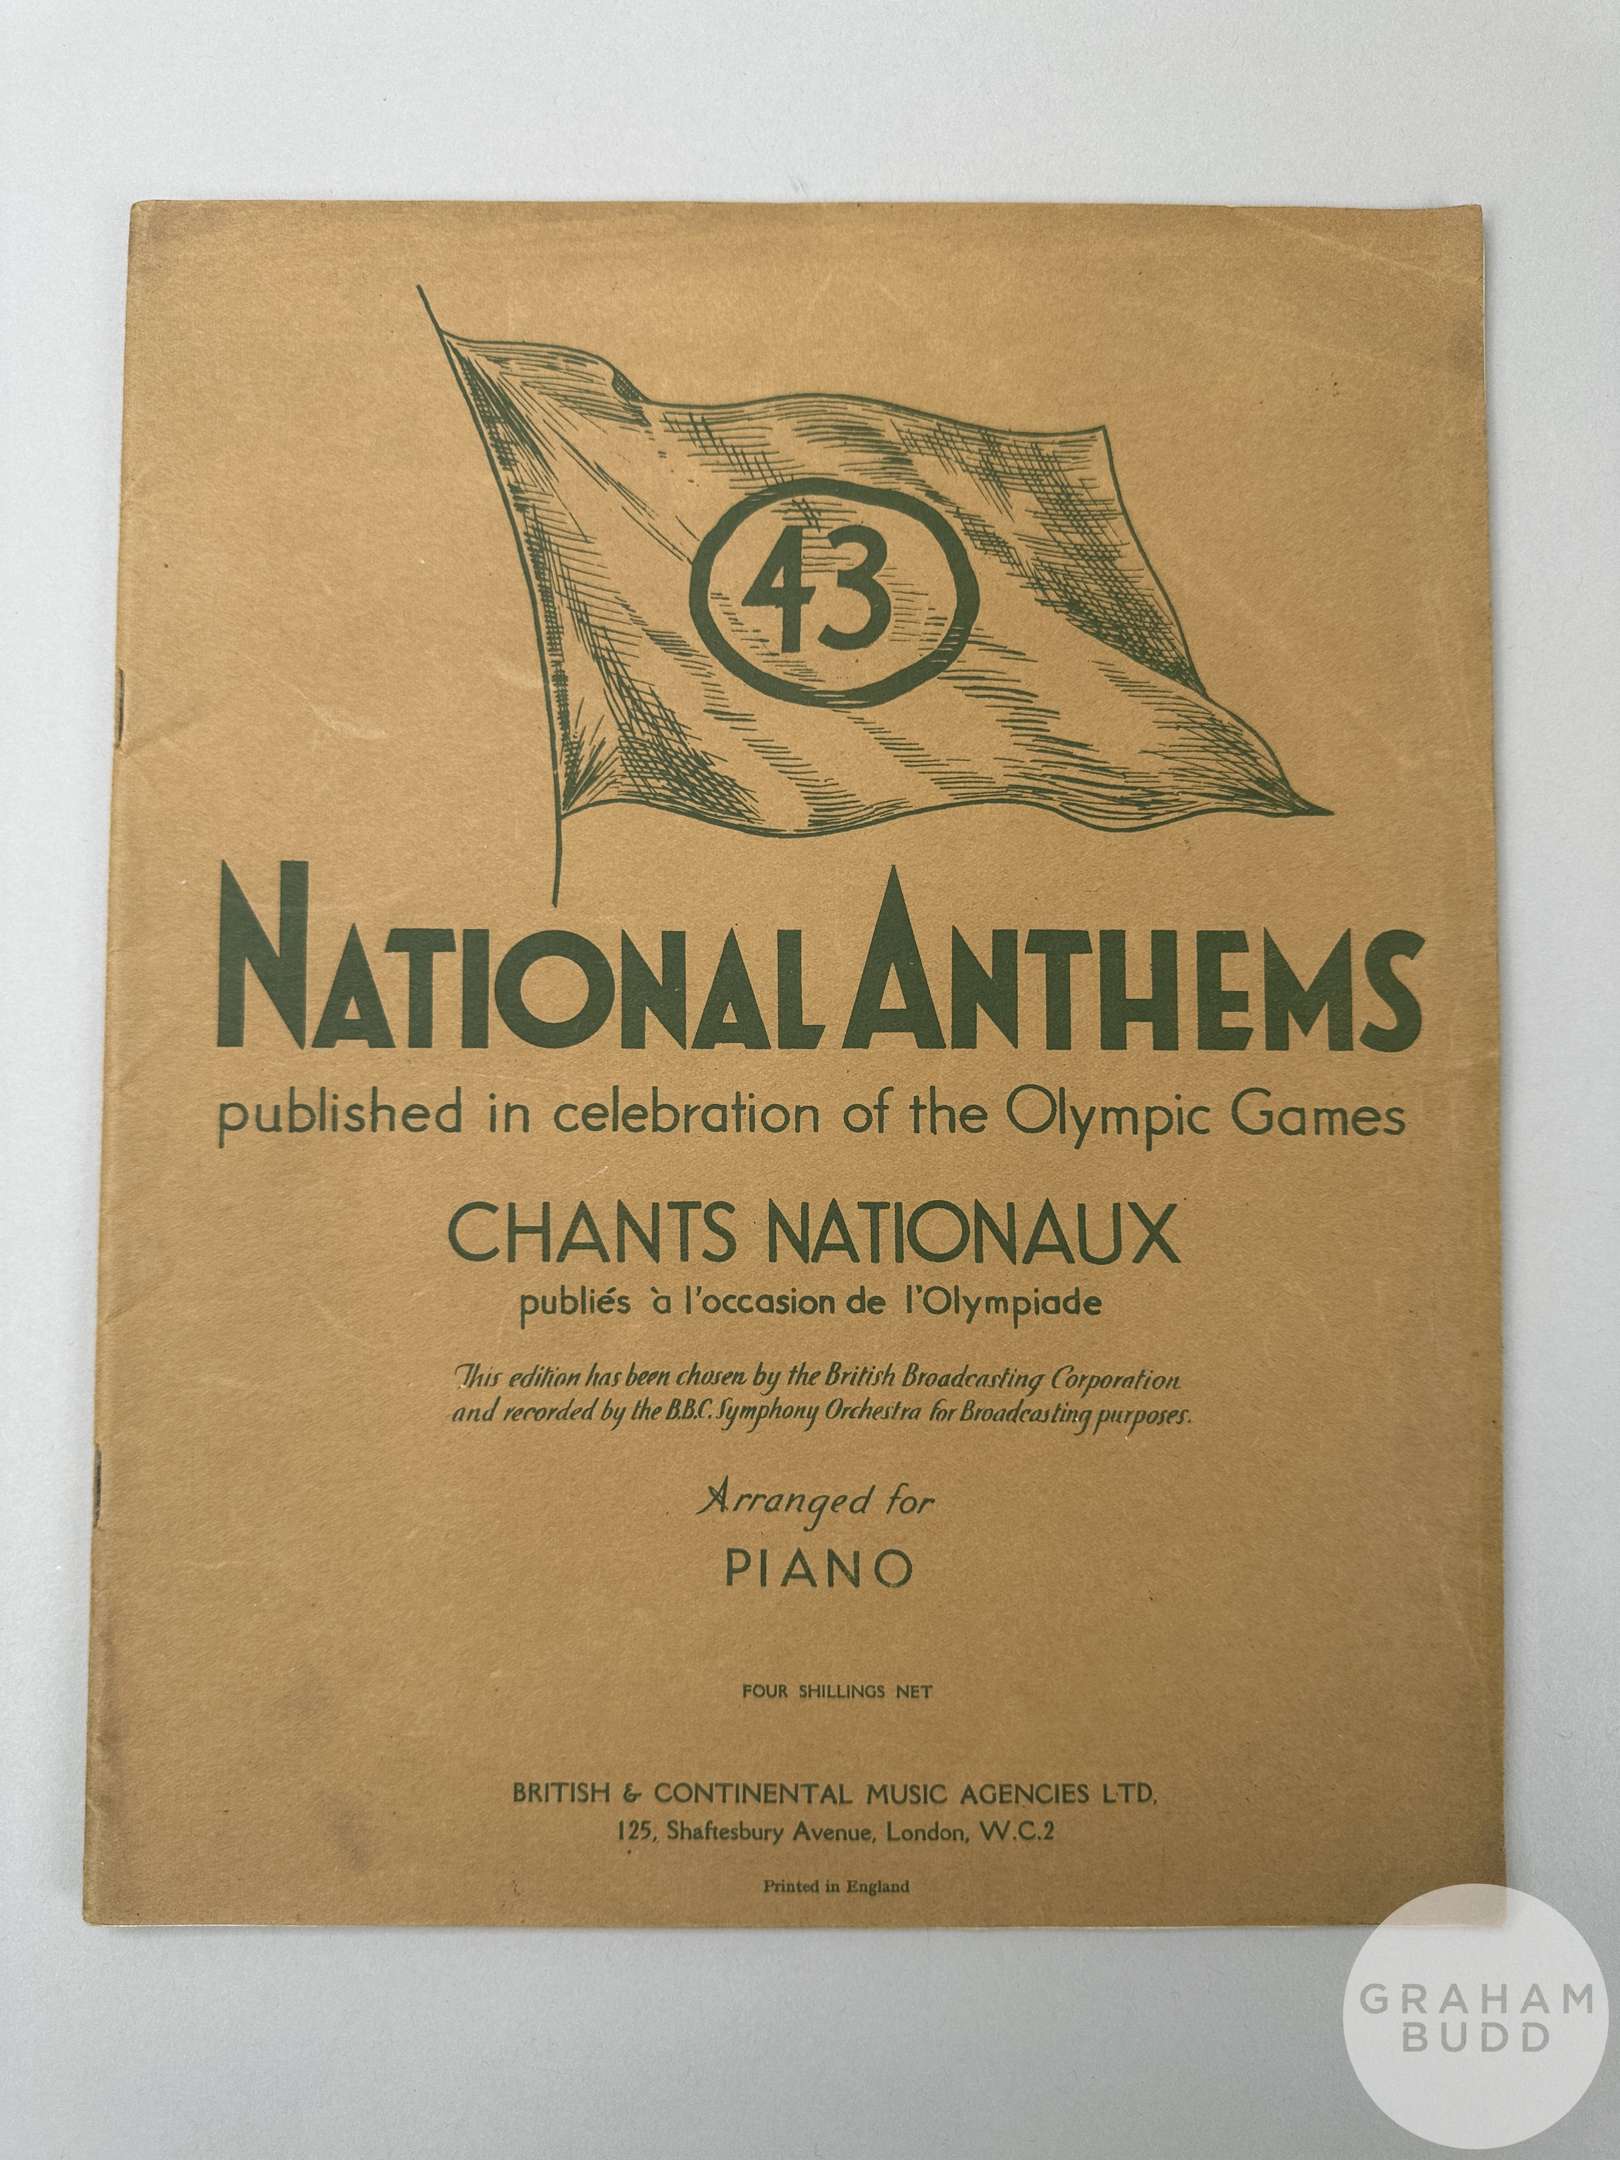 43
NATIONAL ANTHEMS
published in celebration of the Olympic Games
CHANTS NATIONAUX
publiés à l'occasion de l'Olympiade
This edition has been chosen by the British Broadcasting Corporation
and recorded by the B.B.C. Symphony Orchestra for Broadcasting purposes.
Arranged for
PIANO
FOUR SHILLINGS NET
BRITISH & CONTINENTAL MUSIC AGENCIES LTD,
125, Shaftesbury Avenue, London, W.C.2
Printed in England
GRAHAM
BUDD